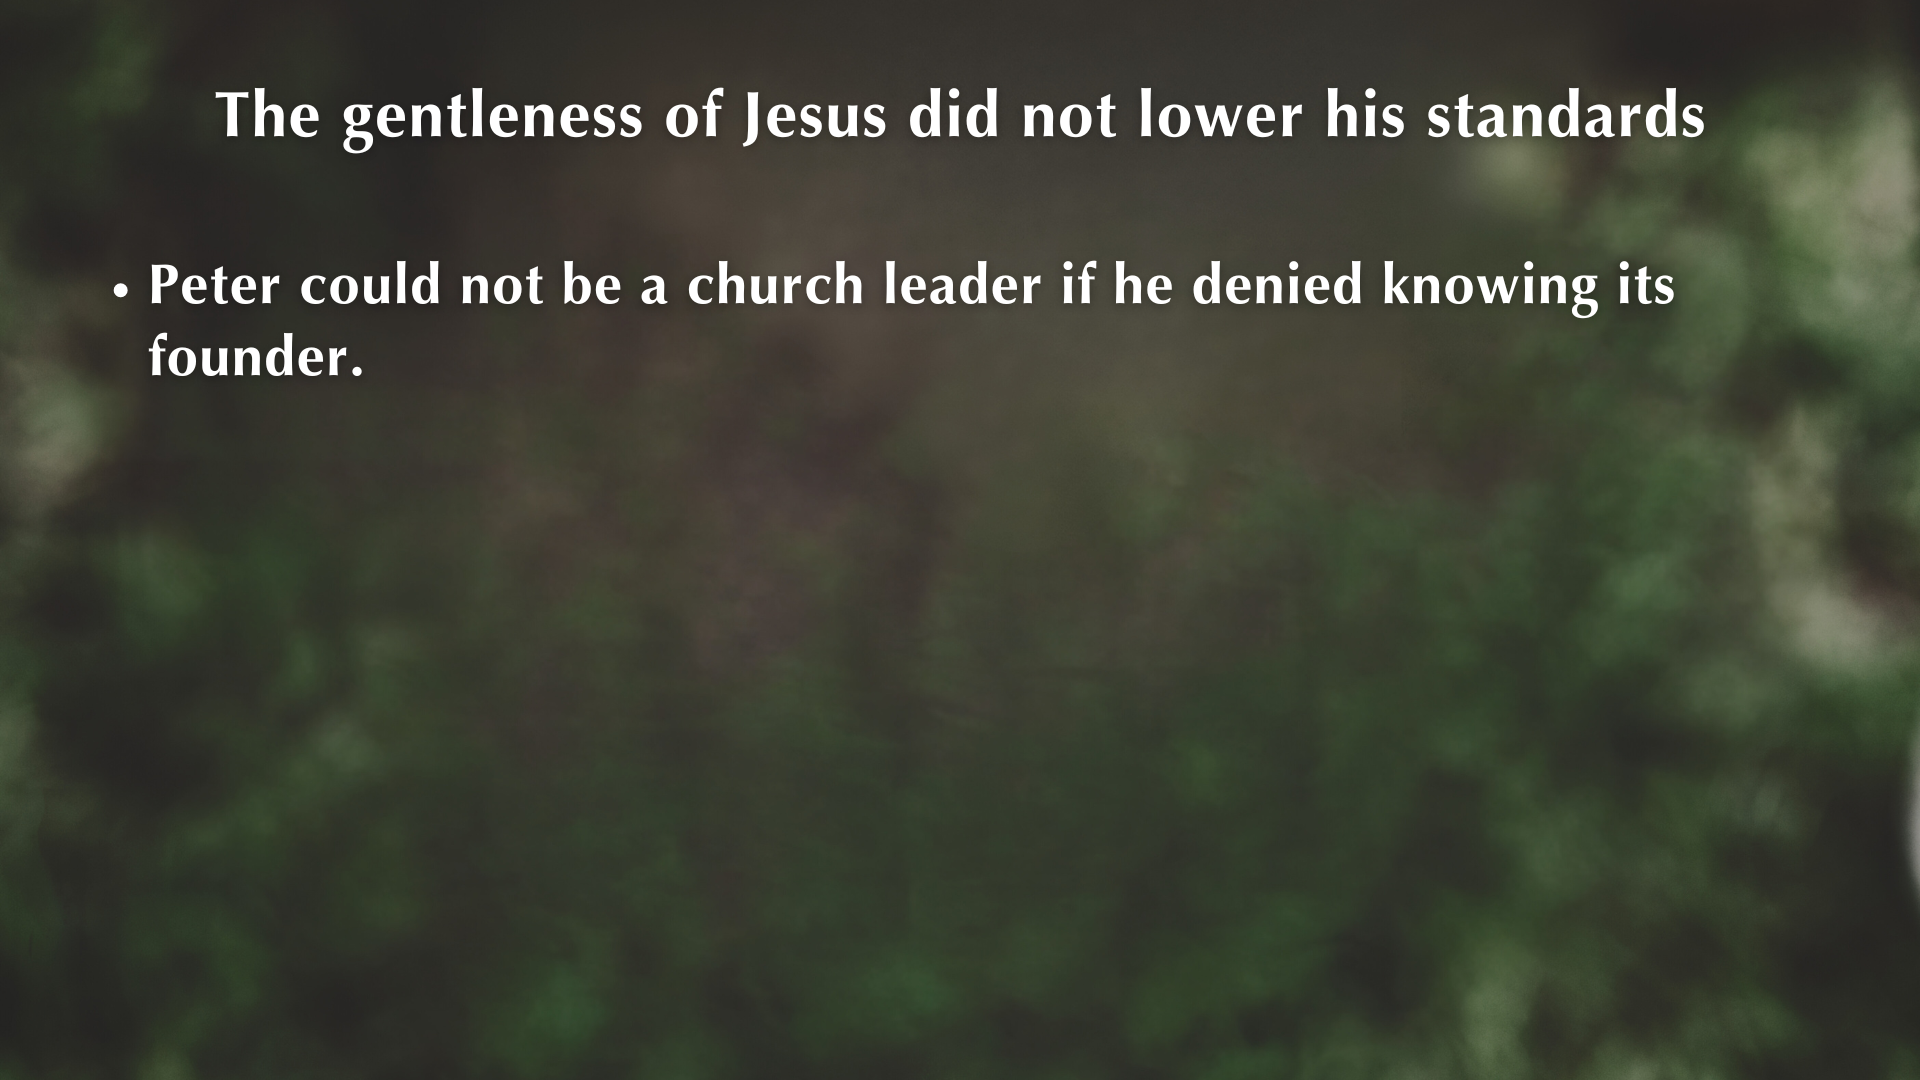 The gentleness of Jesus did not lower his standards
• Peter could not be a church leader if he denied knowing its
founder.